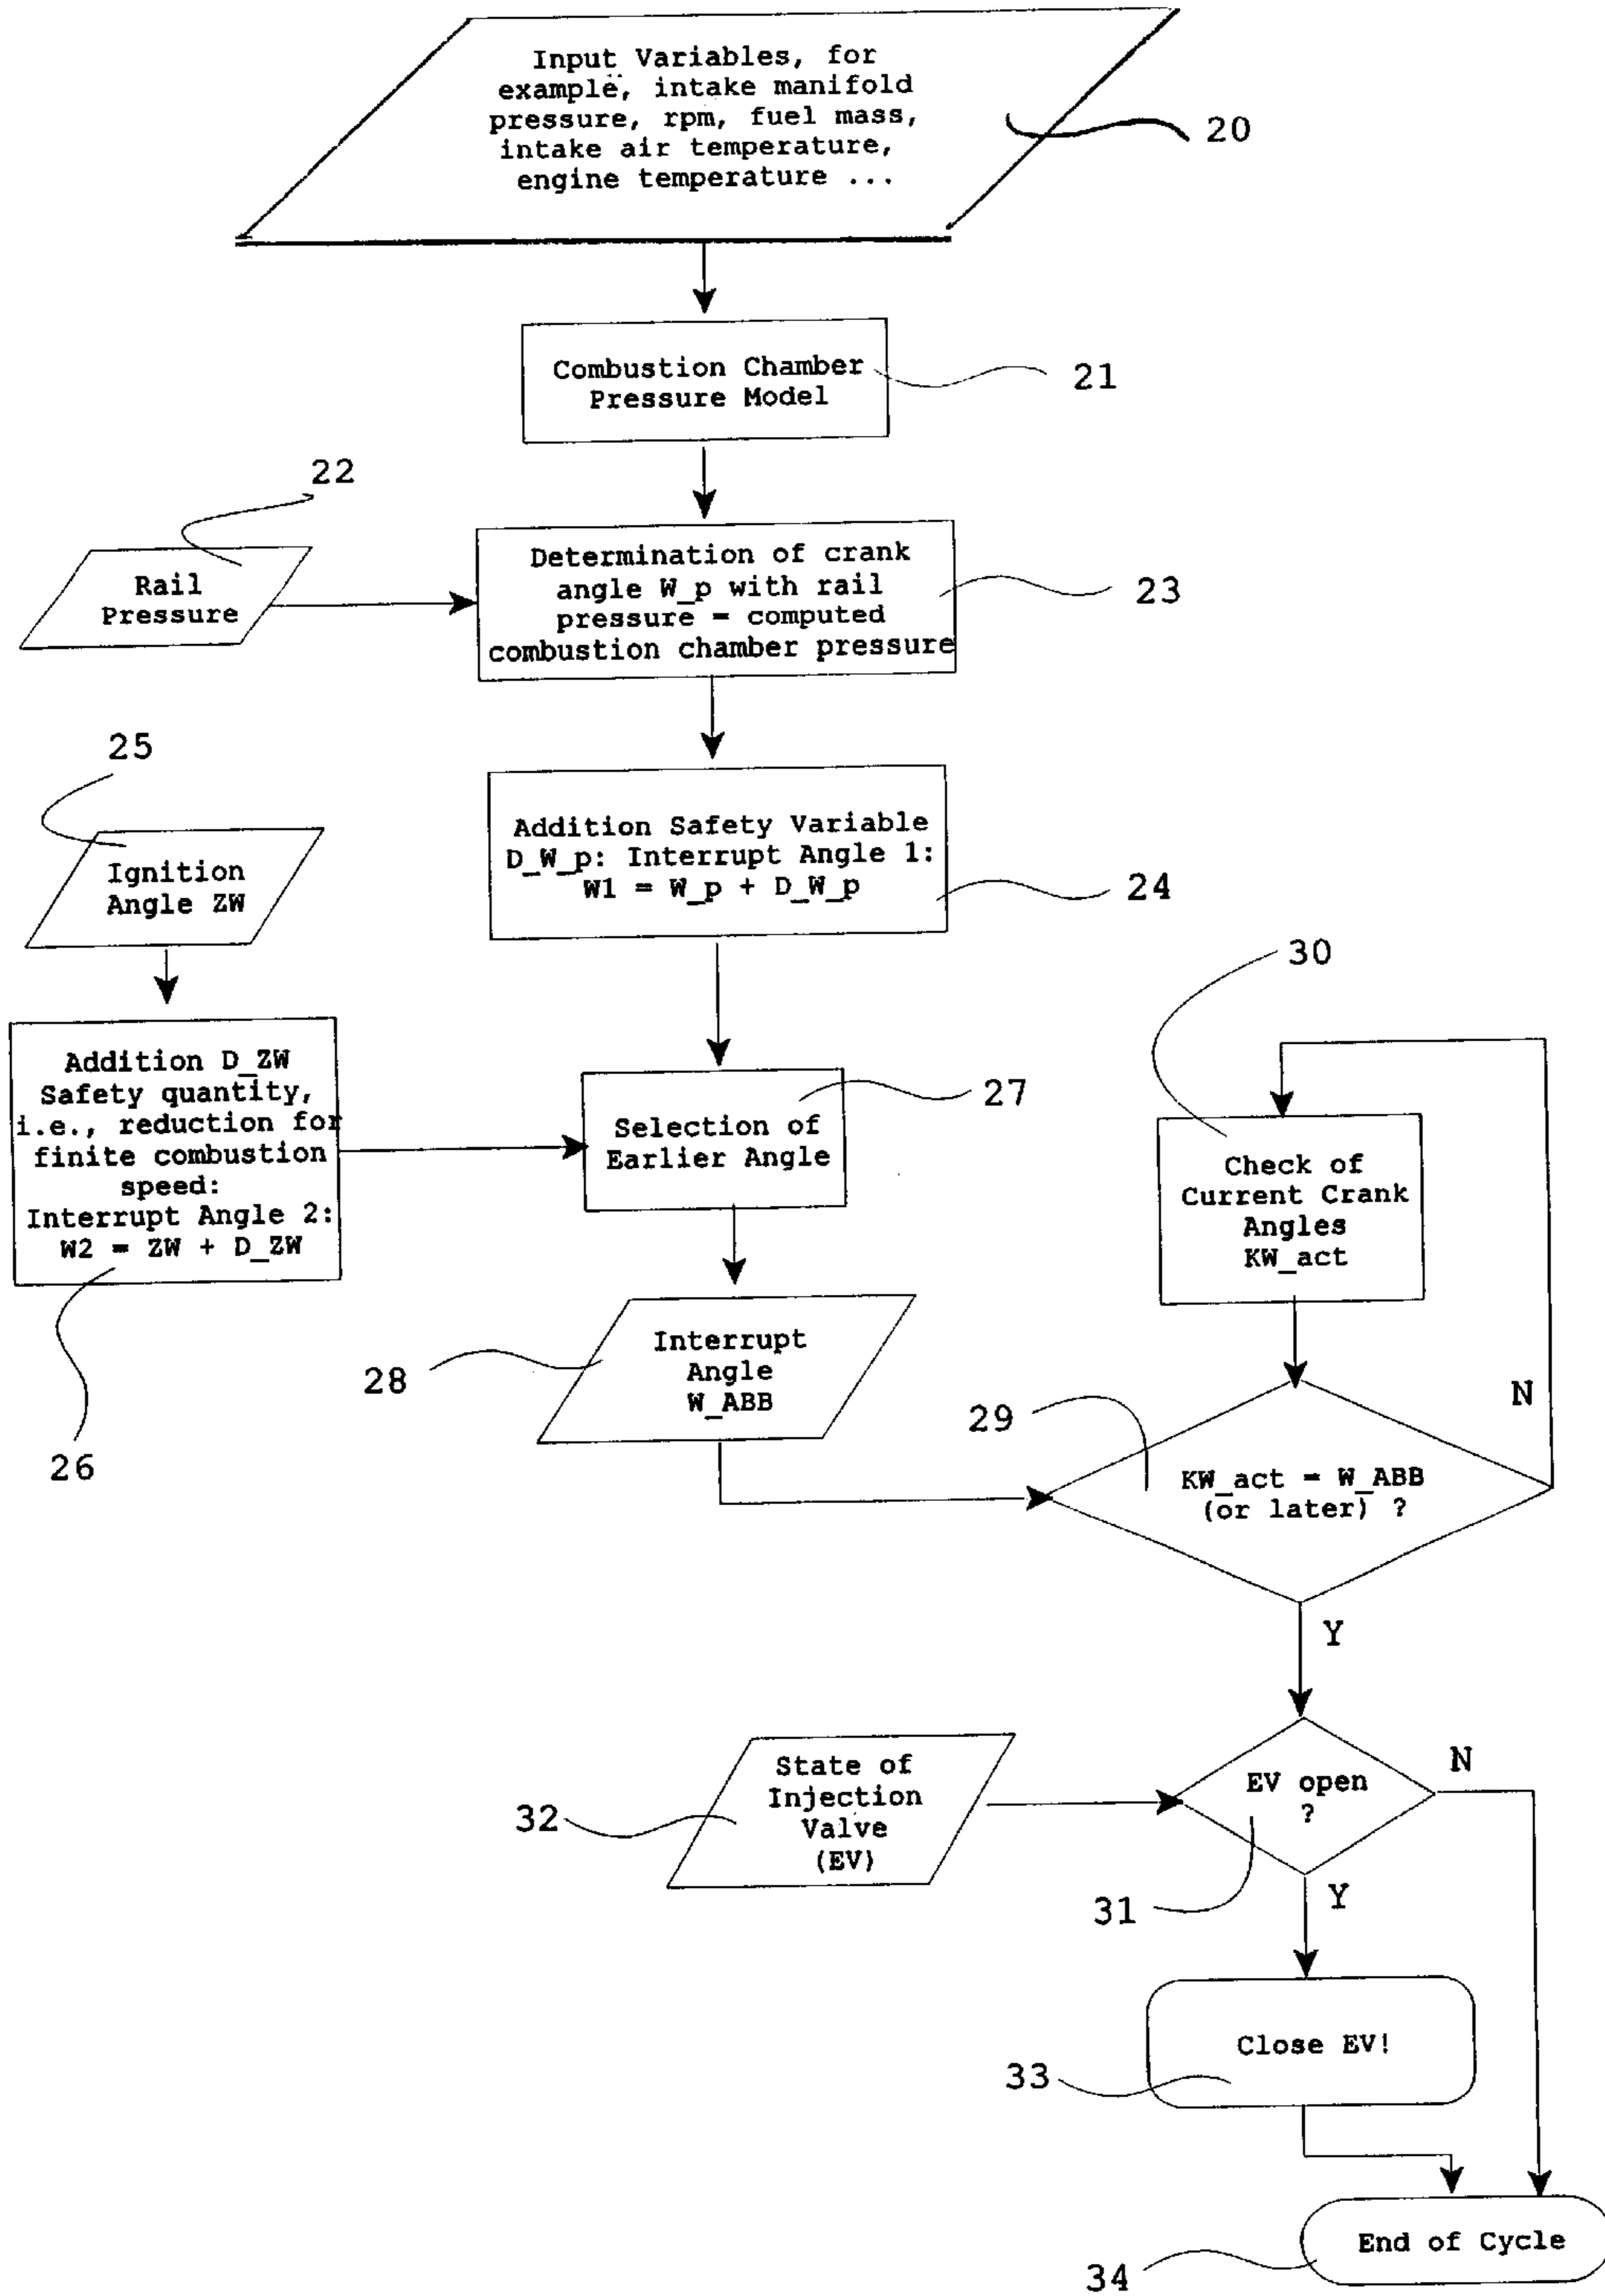 Input Variables, for
example, intake manifold
pressure, rpm, fuel mass,
intake air temperature,
engine temperature ...
20
Combustion Chamber
Pressure Model
21
22
Rail
Pressure
Determination of crank
angle W_p with rail
pressure = computed
combustion chamber pressure
23
25
Ignition
Angle ZW
Addition Safety Variable
D_W_p: Interrupt Angle 1:
W1 = W_p + D_W_p
24
Addition D_ZW
Safety quantity,
i.e., reduction for
finite combustion
speed:
Interrupt Angle 2:
W2 = ZW + D_ZW
26
Selection of
Earlier Angle
27
30
Check of
Current Crank
Angles
KW_act
Interrupt
Angle
W_ABB
28
29
KW_act = W_ABB
(or later) ?
N
Y
State of
Injection
Valve
(EV)
32
EV open
?
N
31
Y
Close EV!
33
End of Cycle
34